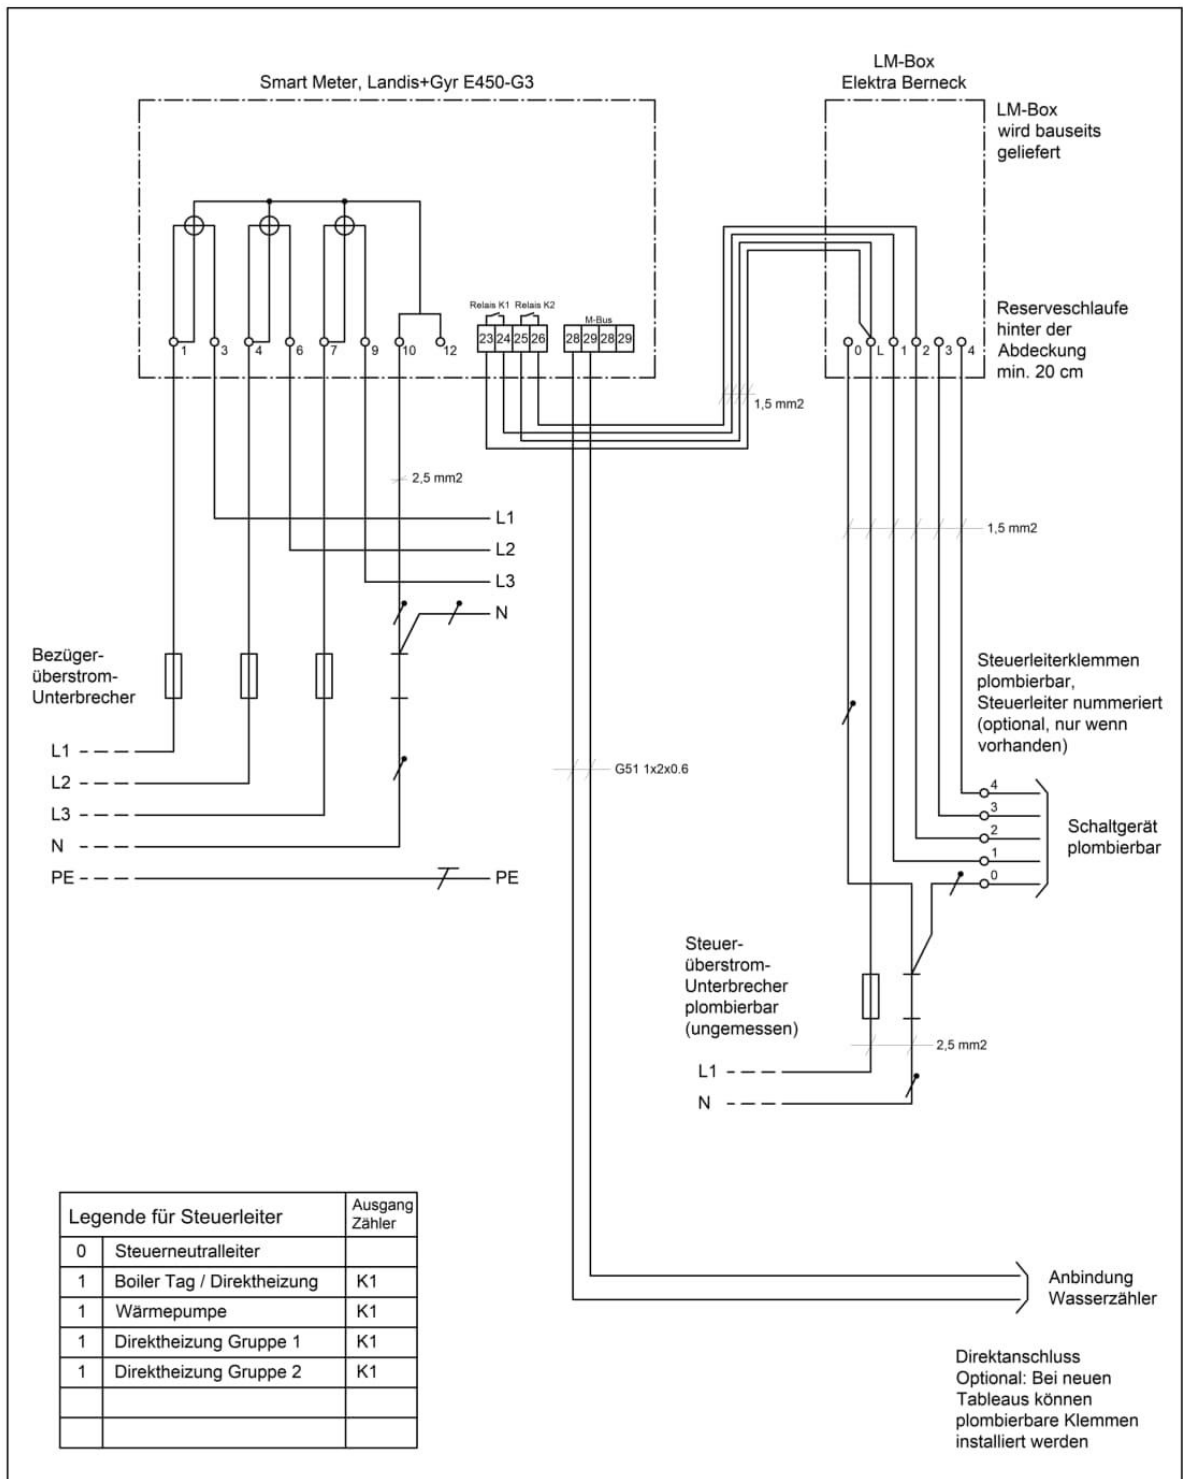 Smart Meter, Landis+Gyr E450-G3
LM-Box
Elektra Berneck
LM-Box
wird bauseits
geliefert
Relais K1 Relais K2
M-Bus
23 24 25 26
28 29 28 29
1 3 4 6 7 9 10 12
0 L 1 2 3 4
Reserveschlaufe
hinter der
Abdeckung
min. 20 cm
1,5 mm2
2,5 mm2
L1
L2
L3
N
1,5 mm2
Bezüger-
überstrom-
Unterbrecher
L1
L2
L3
N
PE
PE
G51 1x2x0.6
Steuerleiterklemmen
plombierbar,
Steuerleiter nummeriert
(optional, nur wenn
vorhanden)
4
3
2
1
0
Schaltgerät
plombierbar
Steuer-
überstrom-
Unterbrecher
plombierbar
(ungemessen)
2,5 mm2
L1
N
Legende für Steuerleiter Ausgang
Zähler
0 Steuerneutralleiter
1 Boiler Tag / Direktheizung K1
1 Wärmepumpe K1
1 Direktheizung Gruppe 1 K1
1 Direktheizung Gruppe 2 K1
Anbindung
Wasserzähler
Direktanschluss
Optional: Bei neuen
Tableaus können
plombierbare Klemmen
installiert werden